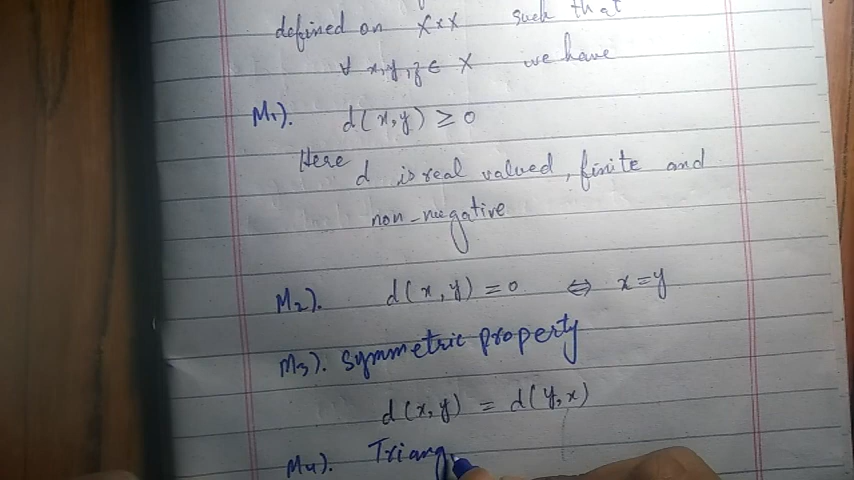 defined on X×X such that
∀ x,y,z ∈ X we have
M1). d(x,y) ≥ 0
Here d is real valued, finite and
non-negative
M2). d(x,y) = 0 ⇔ x=y
M3). Symmetric property
d(x,y) = d(y,x)
M4). Triang